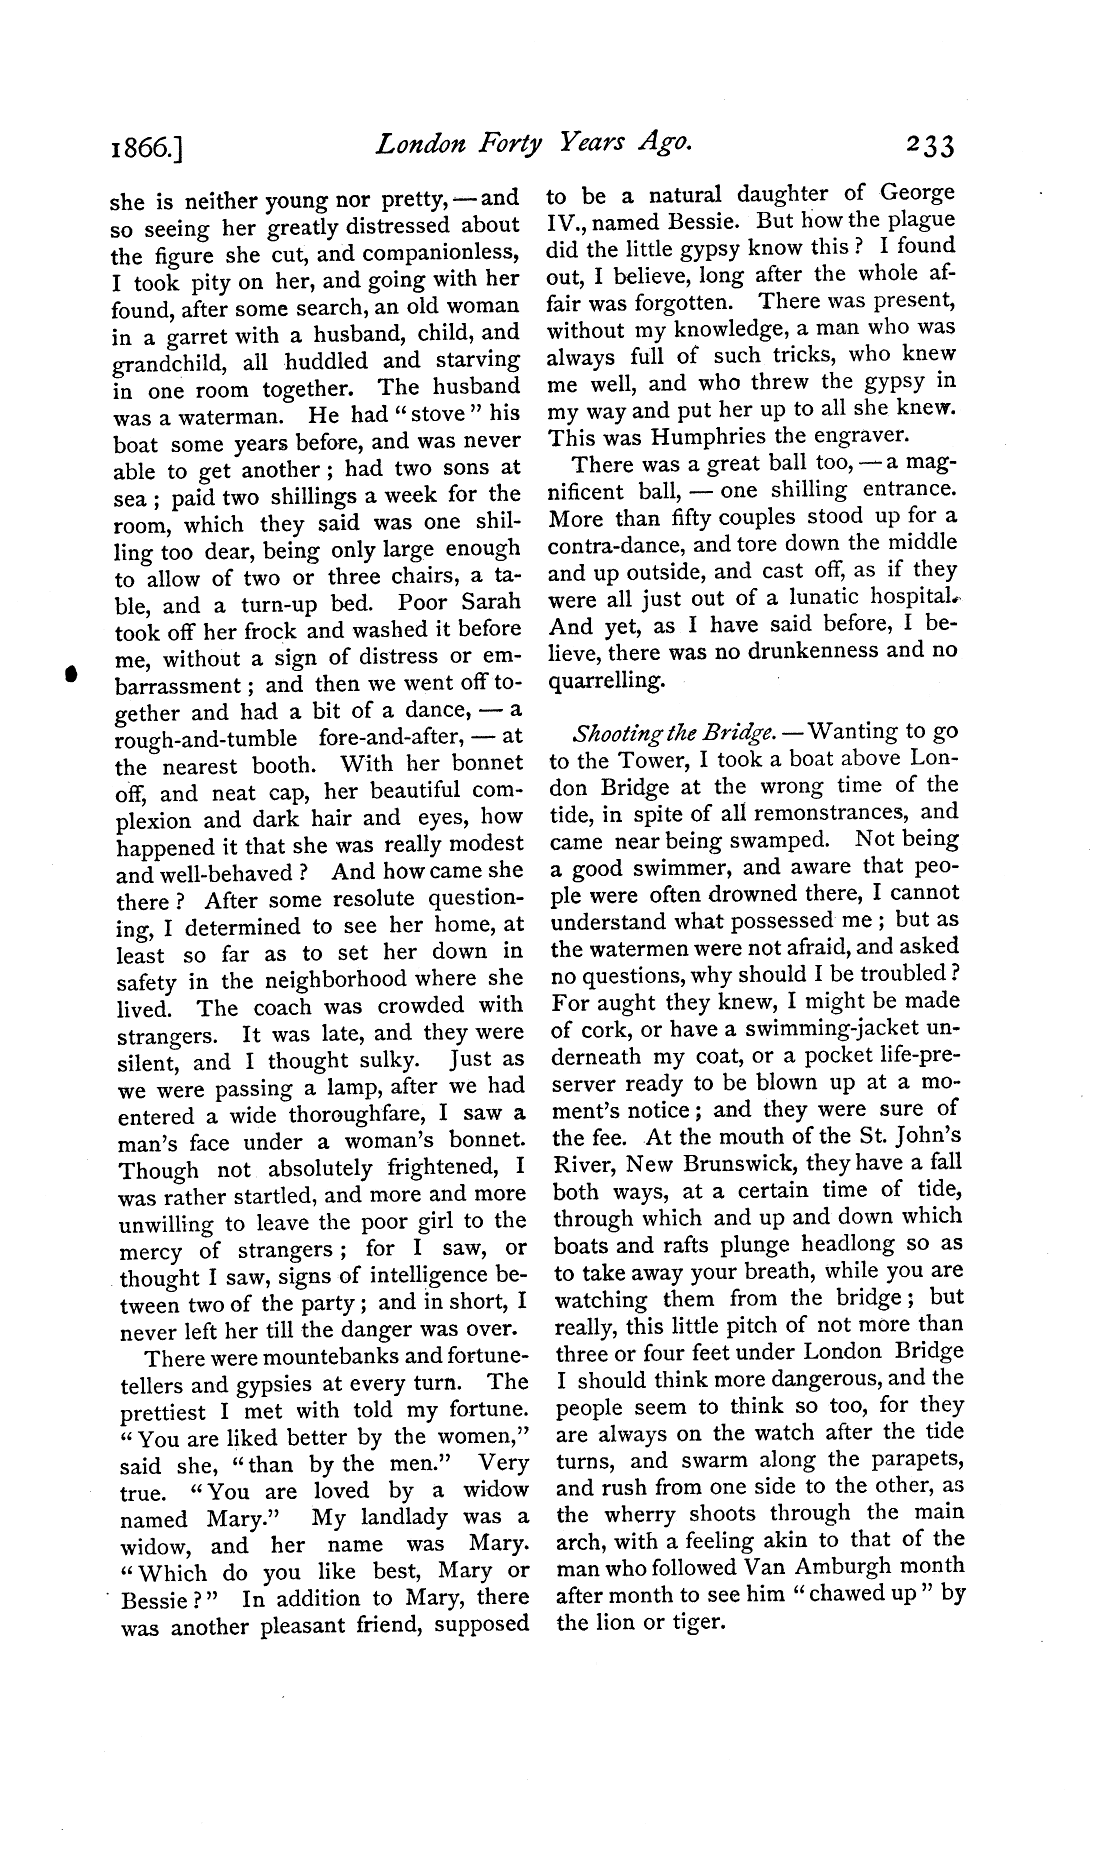 1866.] London Forty Years Ago. 233
she is neither young nor pretty, — and
so seeing her greatly distressed about
the figure she cut, and companionless,
I took pity on her, and going with her
found, after some search, an old woman
in a garret with a husband, child, and
grandchild, all huddled and starving
in one room together. The husband
was a waterman. He had "stove" his
boat some years before, and was never
able to get another; had two sons at
sea; paid two shillings a week for the
room, which they said was one shil-
ling too dear, being only large enough
to allow of two or three chairs, a ta-
ble, and a turn-up bed. Poor Sarah
took off her frock and washed it before
me, without a sign of distress or em-
barrassment; and then we went off to-
gether and had a bit of a dance, — a
rough-and-tumble fore-and-after, — at
the nearest booth. With her bonnet
off, and neat cap, her beautiful com-
plexion and dark hair and eyes, how
happened it that she was really modest
and well-behaved? And how came she
there? After some resolute question-
ing, I determined to see her home, at
least so far as to set her down in
safety in the neighborhood where she
lived. The coach was crowded with
strangers. It was late, and they were
silent, and I thought sulky. Just as
we were passing a lamp, after we had
entered a wide thoroughfare, I saw a
man's face under a woman's bonnet.
Though not absolutely frightened, I
was rather startled, and more and more
unwilling to leave the poor girl to the
mercy of strangers; for I saw, or
thought I saw, signs of intelligence be-
tween two of the party; and in short, I
never left her till the danger was over.
There were mountebanks and fortune-
tellers and gypsies at every turn. The
prettiest I met with told my fortune.
"You are liked better by the women,"
said she, "than by the men." Very
true. "You are loved by a widow
named Mary." My landlady was a
widow, and her name was Mary.
"Which do you like best, Mary or
Bessie?" In addition to Mary, there
was another pleasant friend, supposed
to be a natural daughter of George
IV., named Bessie. But how the plague
did the little gypsy know this? I found
out, I believe, long after the whole af-
fair was forgotten. There was present,
without my knowledge, a man who was
always full of such tricks, who knew
me well, and who threw the gypsy in
my way and put her up to all she knew.
This was Humphries the engraver.
There was a great ball too, — a mag-
nificent ball, — one shilling entrance.
More than fifty couples stood up for a
contra-dance, and tore down the middle
and up outside, and cast off, as if they
were all just out of a lunatic hospital.
And yet, as I have said before, I be-
lieve, there was no drunkenness and no
quarrelling.
Shooting the Bridge. — Wanting to go
to the Tower, I took a boat above Lon-
don Bridge at the wrong time of the
tide, in spite of all remonstrances, and
came near being swamped. Not being
a good swimmer, and aware that peo-
ple were often drowned there, I cannot
understand what possessed me; but as
the watermen were not afraid, and asked
no questions, why should I be troubled?
For aught they knew, I might be made
of cork, or have a swimming-jacket un-
derneath my coat, or a pocket life-pre-
server ready to be blown up at a mo-
ment's notice; and they were sure of
the fee. At the mouth of the St. John's
River, New Brunswick, they have a fall
both ways, at a certain time of tide,
through which and up and down which
boats and rafts plunge headlong so as
to take away your breath, while you are
watching them from the bridge; but
really, this little pitch of not more than
three or four feet under London Bridge
I should think more dangerous, and the
people seem to think so too, for they
are always on the watch after the tide
turns, and swarm along the parapets,
and rush from one side to the other, as
the wherry shoots through the main
arch, with a feeling akin to that of the
man who followed Van Amburgh month
after month to see him "chawed up" by
the lion or tiger.